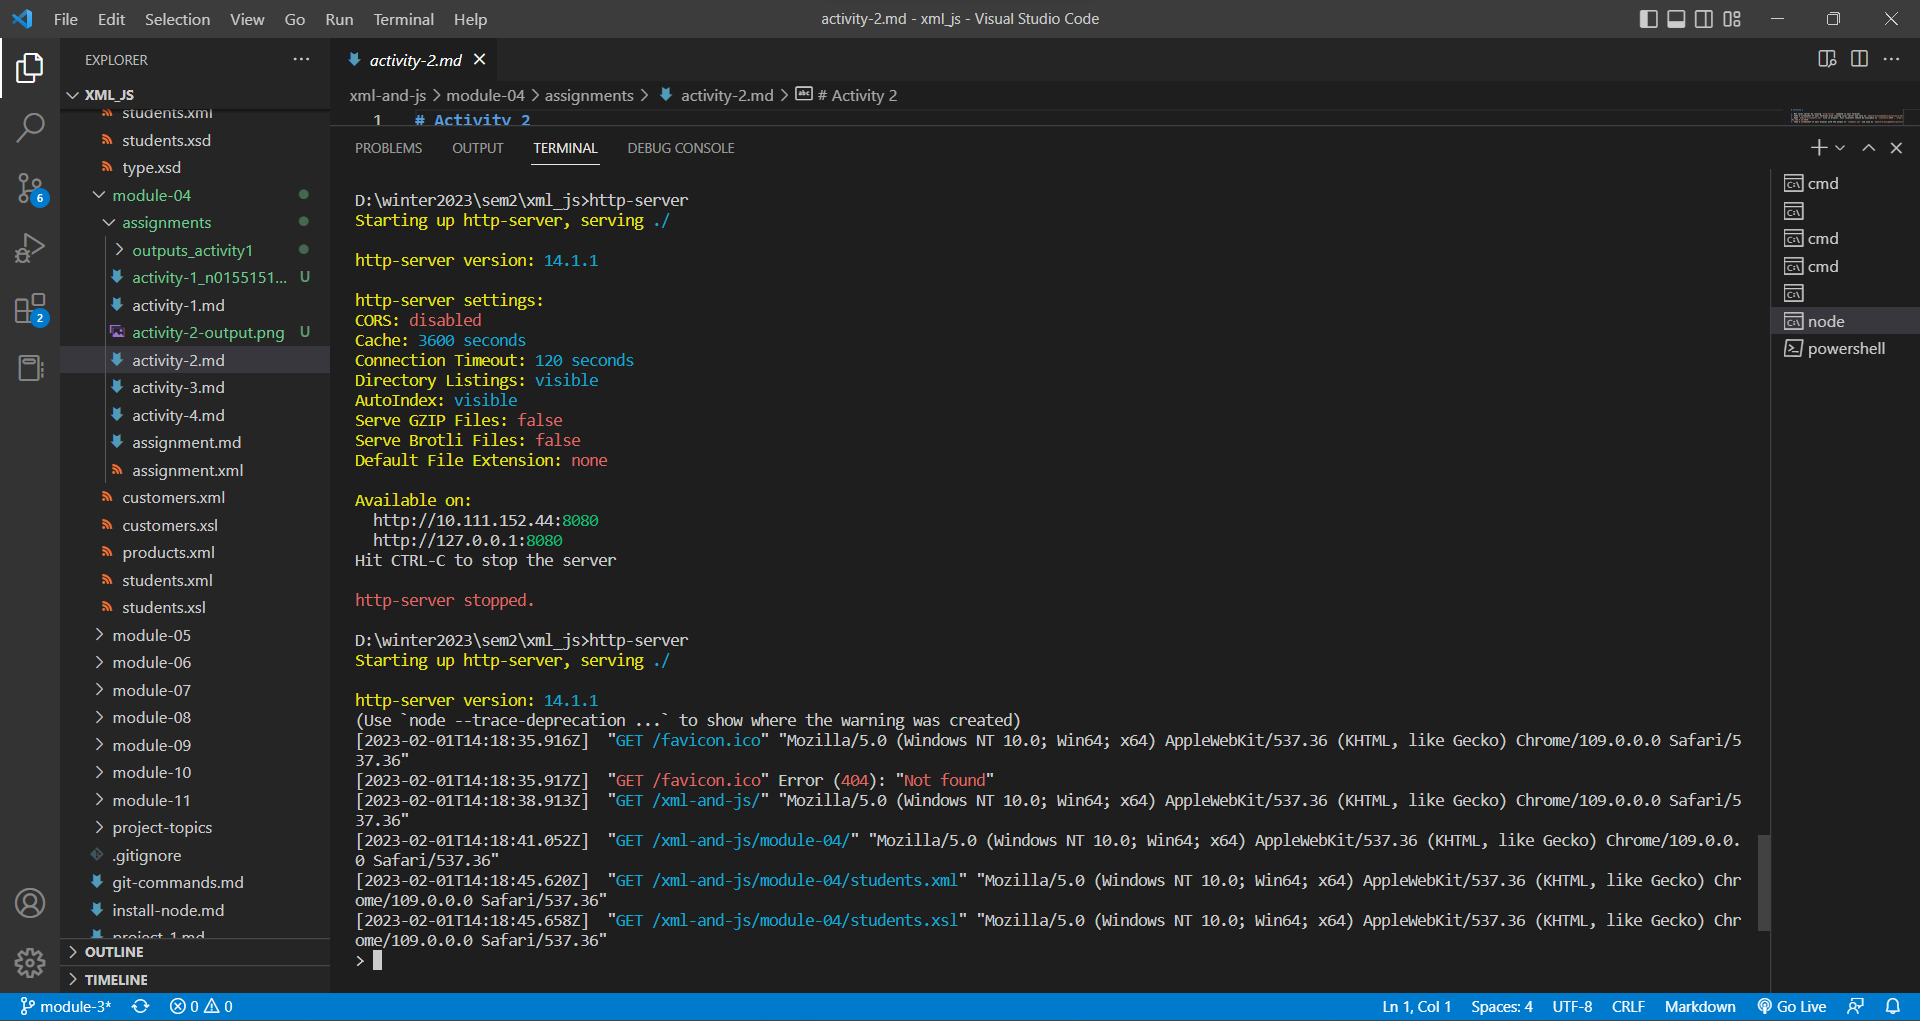 File Edit Selection View Go Run Terminal Help
activity-2.md - xml_js - Visual Studio Code
EXPLORER
XML_JS
students.xml
students.xsd
type.xsd
module-04
assignments
outputs_activity1
activity-1_n0155151... U
activity-1.md
activity-2-output.png U
activity-2.md
activity-3.md
activity-4.md
assignment.md
assignment.xml
customers.xml
customers.xsl
products.xml
students.xml
students.xsl
module-05
module-06
module-07
module-08
module-09
module-10
module-11
project-topics
.gitignore
git-commands.md
install-node.md
project-1.md
OUTLINE
TIMELINE
6
2
activity-2.md
xml-and-js > module-04 > assignments > activity-2.md > # Activity 2
1 # Activity 2
PROBLEMS OUTPUT TERMINAL DEBUG CONSOLE
D:\winter2023\sem2\xml_js>http-server
Starting up http-server, serving ./
http-server version: 14.1.1
http-server settings:
CORS: disabled
Cache: 3600 seconds
Connection Timeout: 120 seconds
Directory Listings: visible
AutoIndex: visible
Serve GZIP Files: false
Serve Brotli Files: false
Default File Extension: none
Available on:
http://10.111.152.44:8080
http://127.0.0.1:8080
Hit CTRL-C to stop the server
http-server stopped.
D:\winter2023\sem2\xml_js>http-server
Starting up http-server, serving ./
http-server version: 14.1.1
(Use `node --trace-deprecation ...` to show where the warning was created)
[2023-02-01T14:18:35.916Z]  "GET /favicon.ico" "Mozilla/5.0 (Windows NT 10.0; Win64; x64) AppleWebKit/537.36 (KHTML, like Gecko) Chrome/109.0.0.0 Safari/5
37.36"
[2023-02-01T14:18:35.917Z]  "GET /favicon.ico" Error (404): "Not found"
[2023-02-01T14:18:38.913Z]  "GET /xml-and-js/" "Mozilla/5.0 (Windows NT 10.0; Win64; x64) AppleWebKit/537.36 (KHTML, like Gecko) Chrome/109.0.0.0 Safari/5
37.36"
[2023-02-01T14:18:41.052Z]  "GET /xml-and-js/module-04/" "Mozilla/5.0 (Windows NT 10.0; Win64; x64) AppleWebKit/537.36 (KHTML, like Gecko) Chrome/109.0.0.
0 Safari/537.36"
[2023-02-01T14:18:45.620Z]  "GET /xml-and-js/module-04/students.xml" "Mozilla/5.0 (Windows NT 10.0; Win64; x64) AppleWebKit/537.36 (KHTML, like Gecko) Chr
ome/109.0.0.0 Safari/537.36"
[2023-02-01T14:18:45.658Z]  "GET /xml-and-js/module-04/students.xsl" "Mozilla/5.0 (Windows NT 10.0; Win64; x64) AppleWebKit/537.36 (KHTML, like Gecko) Chr
ome/109.0.0.0 Safari/537.36"
>
cmd
cmd
cmd
node
powershell
module-3* 0 0
Ln 1, Col 1 Spaces: 4 UTF-8 CRLF Markdown Go Live